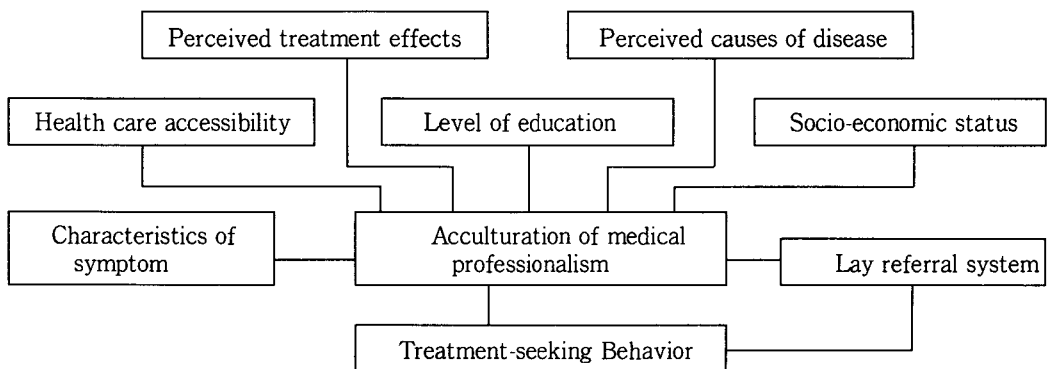 Perceived treatment effects
Perceived causes of disease
Health care accessibility
Level of education
Socio-economic status
Characteristics of
symptom
Acculturation of medical
professionalism
Lay referral system
Treatment-seeking Behavior